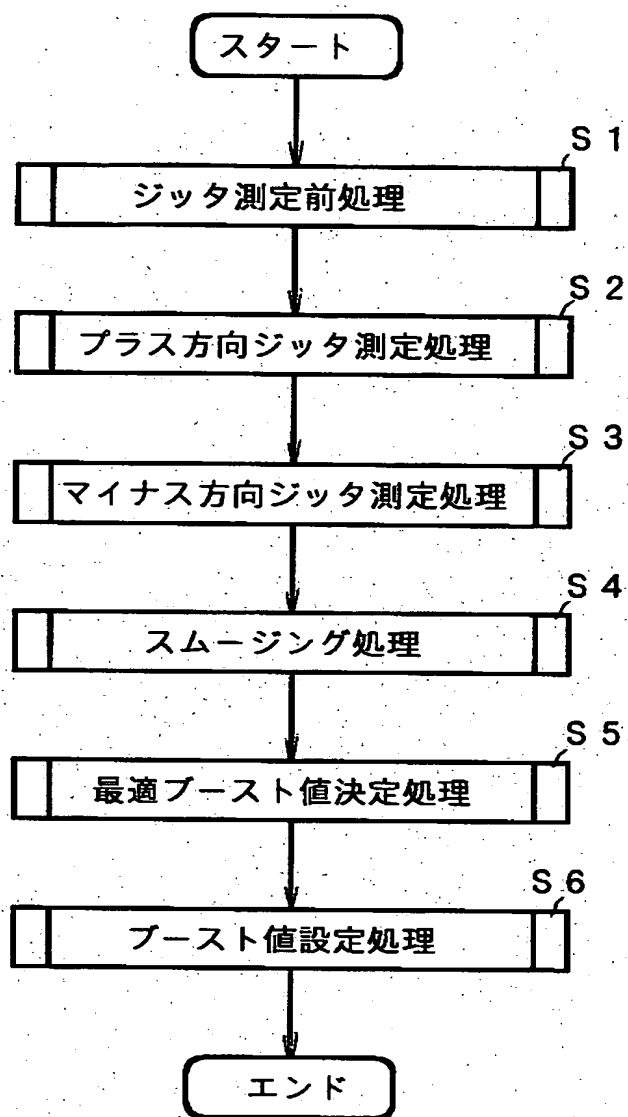 スタート
S 1
ジッタ測定前処理
S 2
プラス方向ジッタ測定処理
S 3
マイナス方向ジッタ測定処理
S 4
スムージング処理
S 5
最適ブースト値決定処理
S 6
ブースト値設定処理
エンド